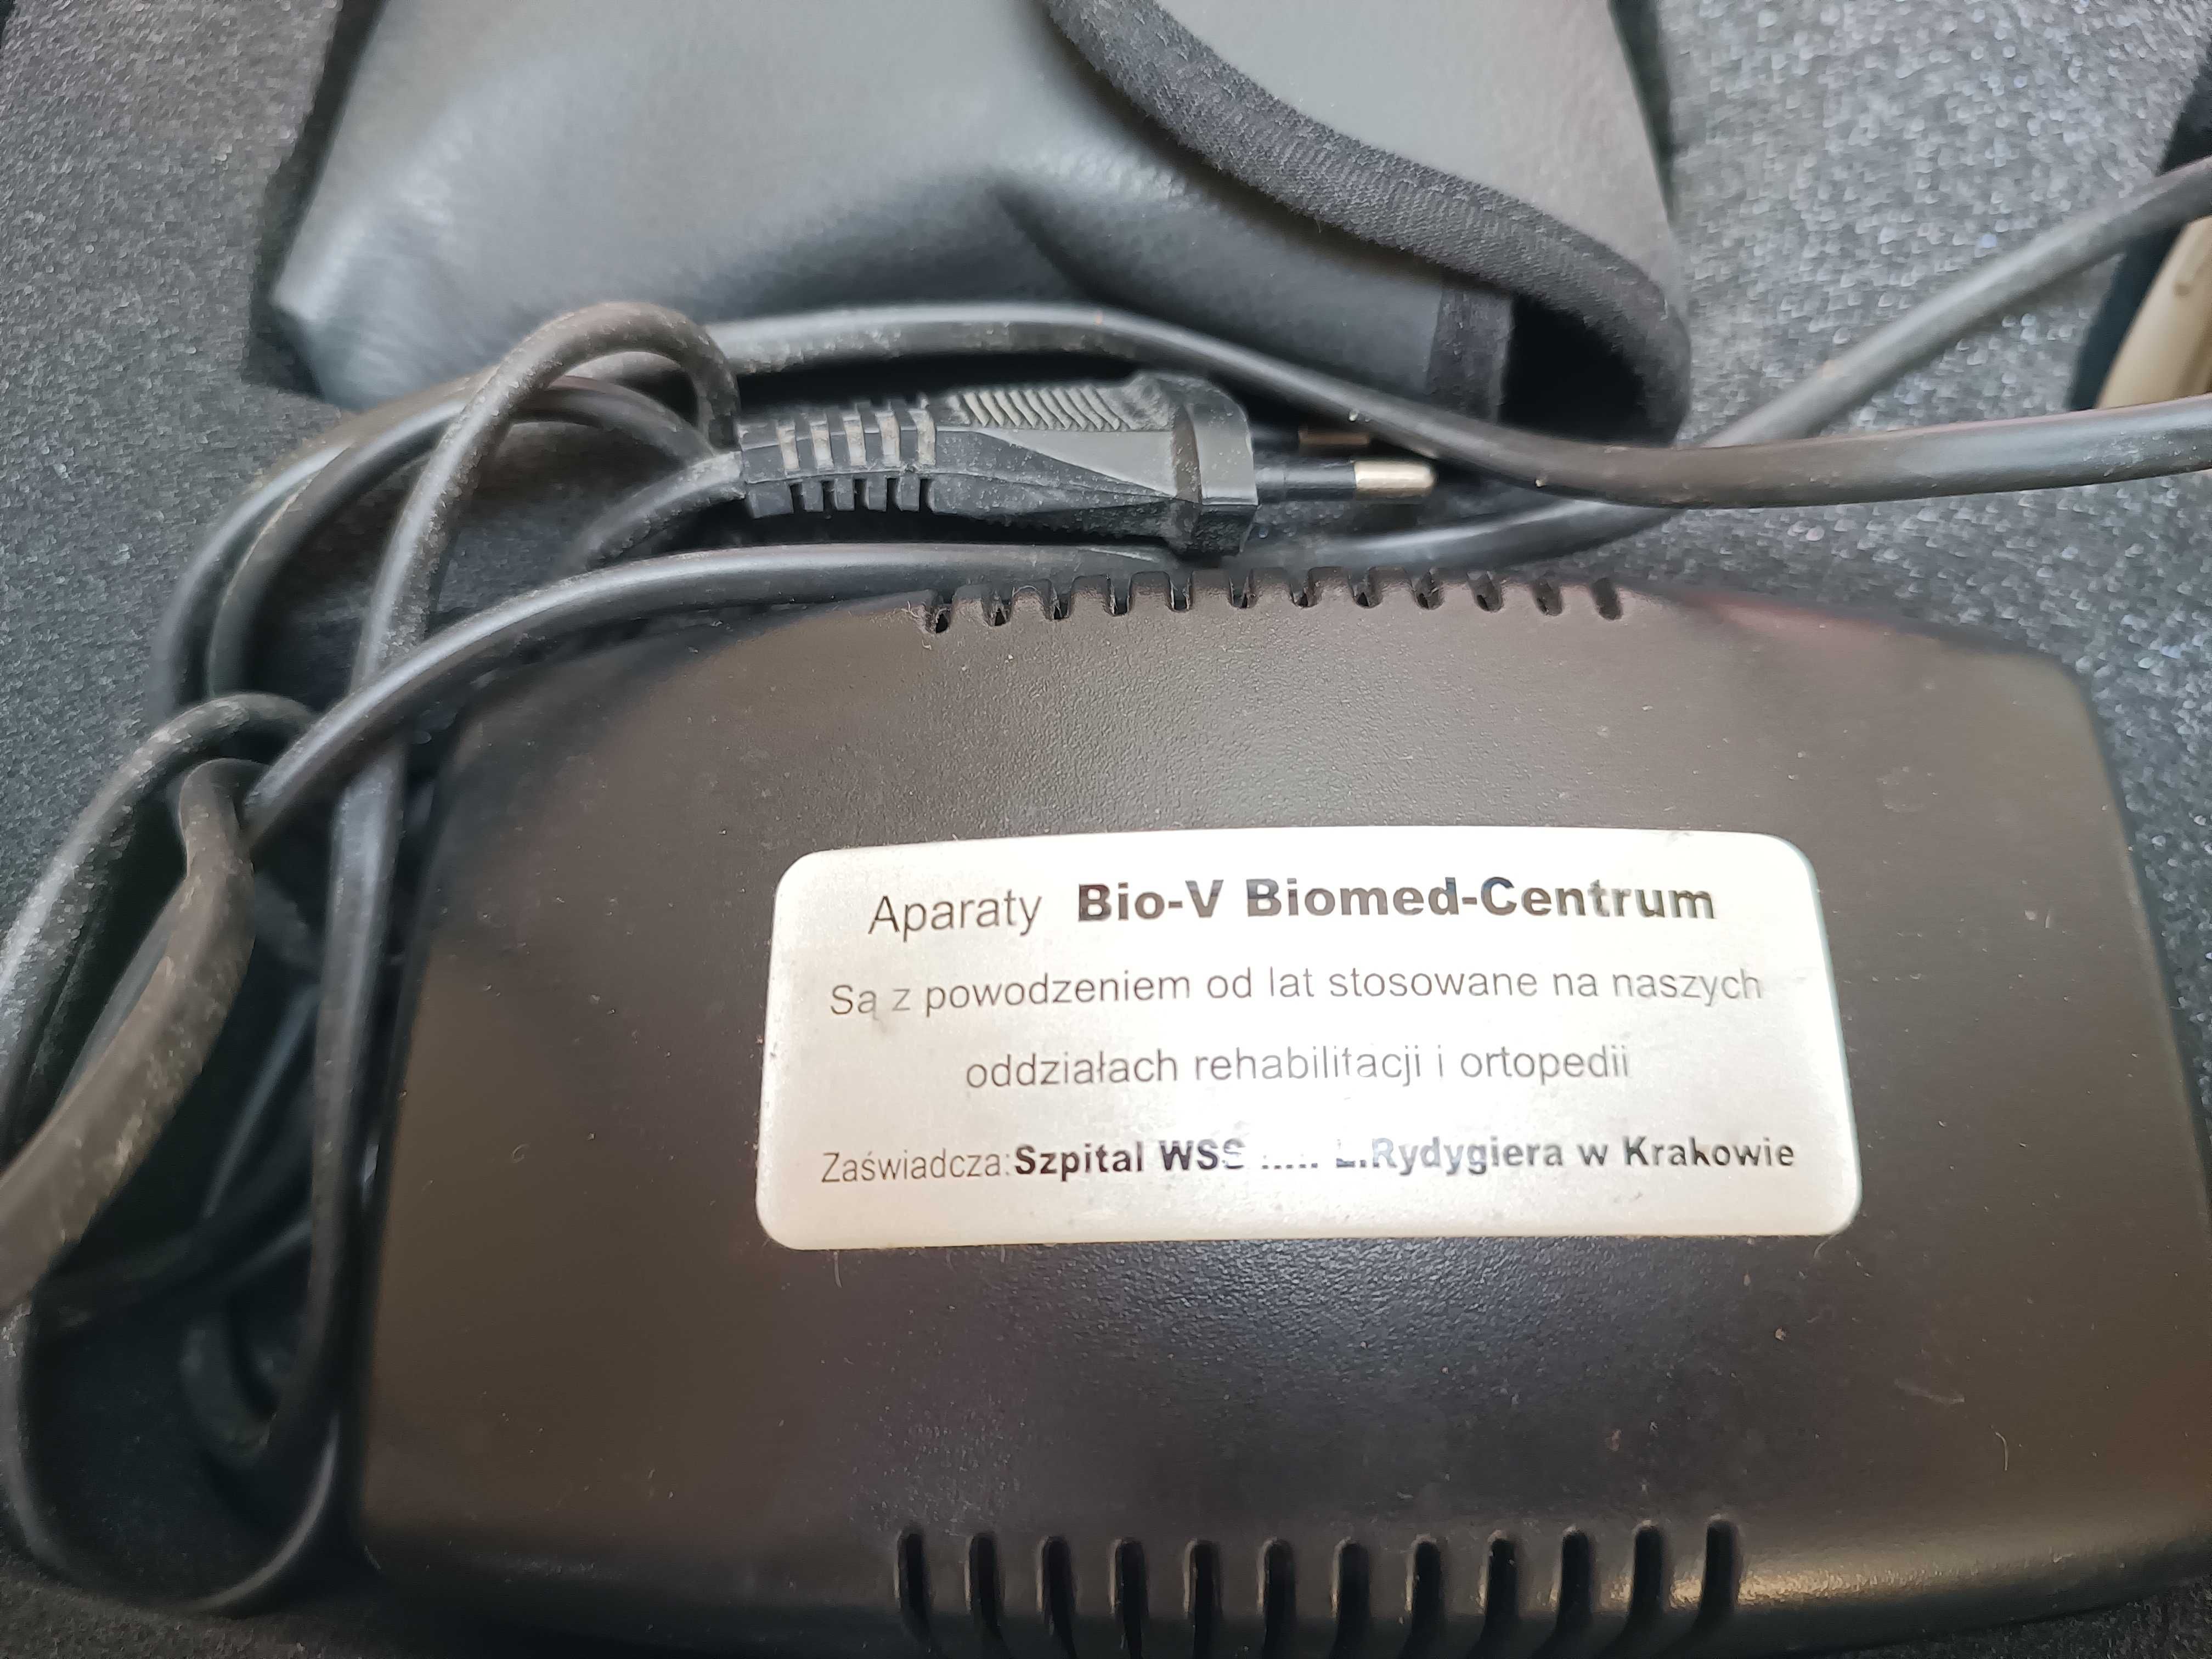 Aparaty Bio-V Biomed-Centrum
Są z powodzeniem od lat stosowane na naszych
oddziałach rehabilitacji i ortopedii
Zaświadcza:Szpital WSS ..... L.Rydygiera w Krakowie